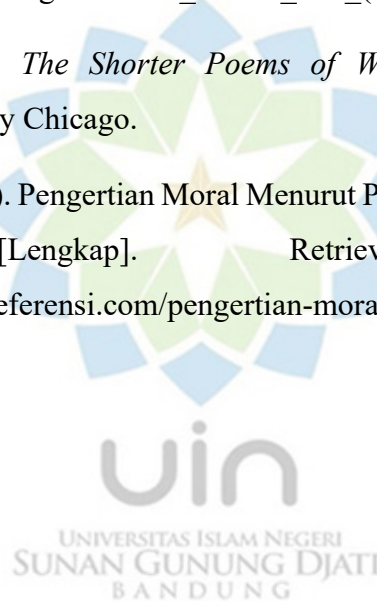 The Shorter Poems of W
y Chicago.
). Pengertian Moral Menurut P
[Lengkap]. Retriev
eferensi.com/pengertian-mora
uin
UNIVERSITAS ISLAM NEGERI
SUNAN GUNUNG DJATI
BANDUNG